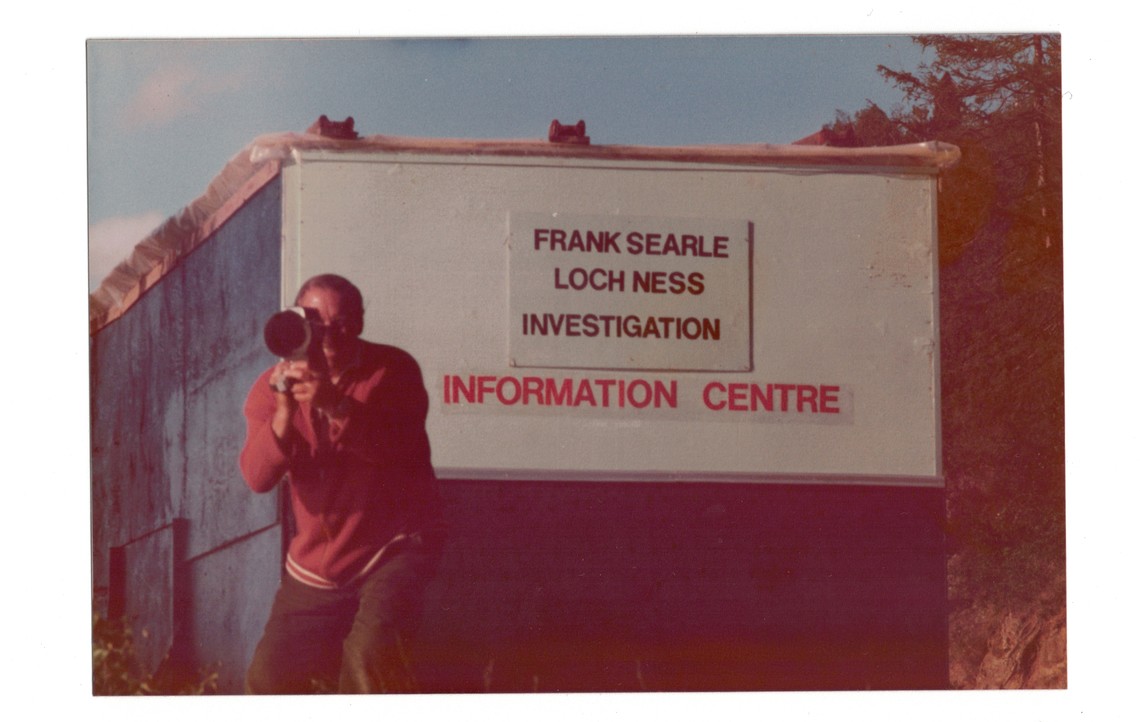 FRANK SEARLE
LOCH NESS
INVESTIGATION
INFORMATION CENTRE